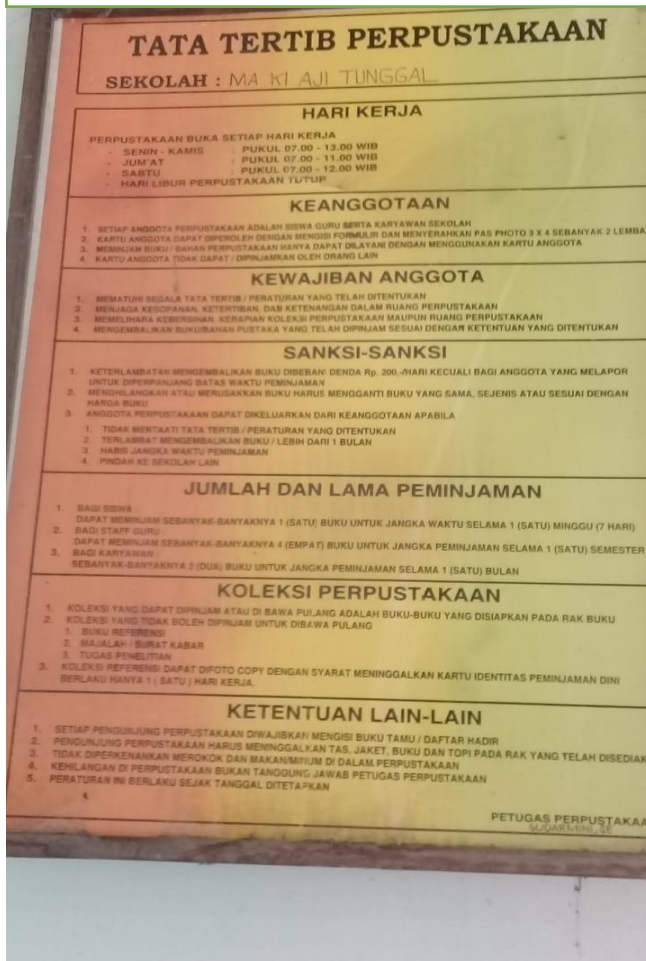 TATA TERTIB PERPUSTAKAAN
SEKOLAH : MA KI AJI TUNGGAL
HARI KERJA
PERPUSTAKAAN BUKA SETIAP HARI KERJA
- SENIN - KAMIS : PUKUL 07.00 - 13.00 WIB
- JUM'AT : PUKUL 07.00 - 11.00 WIB
- SABTU : PUKUL 07.00 - 12.00 WIB
- HARI LIBUR PERPUSTAKAAN TUTUP
KEANGGOTAAN
1. SETIAP ANGGOTA PERPUSTAKAAN ADALAH SISWA GURU SERTA KARYAWAN SEKOLAH
2. KARTU ANGGOTA DAPAT DIPEROLEH DENGAN MENGISI FORMULIR DAN MENYERAHKAN PAS PHOTO 3 X 4 SEBANYAK 2 LEMBA
3. MEMINJAM BUKU / BAHAN PERPUSTAKAAN HANYA DAPAT DILAYANI DENGAN MENGGUNAKAN KARTU ANGGOTA
4. KARTU ANGGOTA TIDAK DAPAT / DIPINJAMKAN OLEH ORANG LAIN
KEWAJIBAN ANGGOTA
1. MEMATUHI SEGALA TATA TERTIB / PERATURAN YANG TELAH DITENTUKAN
2. MENJAGA KESOPANAN, KETERTIBAN, DAB KETENANGAN DALAM RUANG PERPUSTAKAAN
3. MEMELIHARA KEBERSIHAN, KERAPIAN KOLEKSI PERPUSTAKAAN MAUPUN RUANG PERPUSTAKAAN
4. MENGEMBALIKAN BUKU/BAHAN PUSTAKA YANG TELAH DIPINJAM SESUAI DENGAN KETENTUAN YANG DITENTUKAN
SANKSI-SANKSI
1. KETERLAMBATAN MENGEMBALIKAN BUKU DIBEBANI DENDA Rp. 200,-/HARI KECUALI BAGI ANGGOTA YANG MELAPOR
UNTUK DIPERPANJANG BATAS WAKTU PEMINJAMAN
2. MENGHILANGKAN ATAU MERUSAKKAN BUKU HARUS MENGGANTI BUKU YANG SAMA, SEJENIS ATAU SESUAI DENGAN
HARGA BUKU
3. ANGGOTA PERPUSTAKAAN DAPAT DIKELUARKAN DARI KEANGGOTAAN APABILA
1. TIDAK MENTAATI TATA TERTIB / PERATURAN YANG DITENTUKAN
2. TERLAMBAT MENGEMBALIKAN BUKU / LEBIH DARI 1 BULAN
3. HABIS JANGKA WAKTU PEMINJAMAN
4. PINDAH KE SEKOLAH LAIN
JUMLAH DAN LAMA PEMINJAMAN
1. BAGI SISWA :
DAPAT MEMINJAM SEBANYAK-BANYAKNYA 1 (SATU) BUKU UNTUK JANGKA WAKTU SELAMA 1 (SATU) MINGGU (7 HARI)
2. BAGI STAFF GURU :
DAPAT MEMINJAM SEBANYAK-BANYAKNYA 4 (EMPAT) BUKU UNTUK JANGKA PEMINJAMAN SELAMA 1 (SATU) SEMESTER
3. BAGI KARYAWAN :
SEBANYAK-BANYAKNYA 2 (DUA) BUKU UNTUK JANGKA PEMINJAMAN SELAMA 1 (SATU) BULAN
KOLEKSI PERPUSTAKAAN
1. KOLEKSI YANG DAPAT DIPINJAM ATAU DI BAWA PULANG ADALAH BUKU-BUKU YANG DISIAPKAN PADA RAK BUKU
2. KOLEKSI YANG TIDAK BOLEH DIPINJAM UNTUK DIBAWA PULANG
1. BUKU REFERENSI
2. MAJALAH / SURAT KABAR
3. TUGAS PENELITIAN
3. KOLEKSI REFERENSI DAPAT DIFOTO COPY DENGAN SYARAT MENINGGALKAN KARTU IDENTITAS PEMINJAMAN DINI
BERLAKU HANYA 1 ( SATU ) HARI KERJA.
KETENTUAN LAIN-LAIN
1. SETIAP PENGUNJUNG PERPUSTAKAAN DIWAJIBKAN MENGISI BUKU TAMU / DAFTAR HADIR
2. PENGUNJUNG PERPUSTAKAAN HARUS MENINGGALKAN TAS, JAKET, BUKU DAN TOPI PADA RAK YANG TELAH DISEDIAK
3. TIDAK DIPERKENANKAN MEROKOK DAN MAKAN/MINUM DI DALAM PERPUSTAKAAN
4. KEHILANGAN DI PERPUSTAKAAN BUKAN TANGGUNG JAWAB PETUGAS PERPUSTAKAAN
5. PERATURAN INI BERLAKU SEJAK TANGGAL DITETAPKAN
PETUGAS PERPUSTAKAA
SUDARMINI, SE